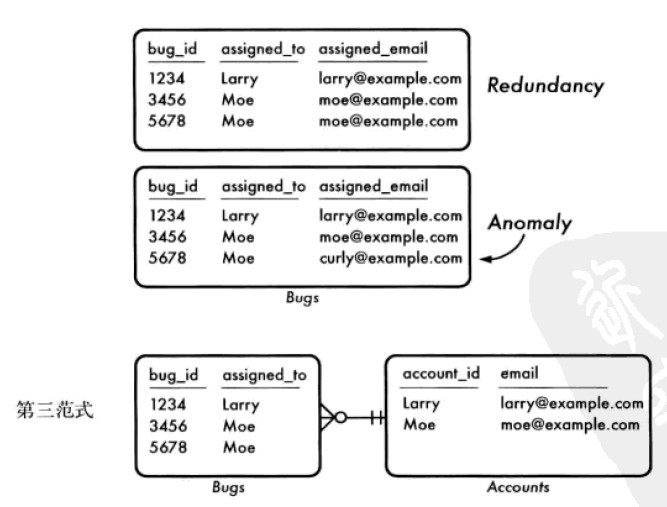 bug_id assigned_to assigned_email
1234 Larry larry@example.com
3456 Moe moe@example.com
5678 Moe moe@example.com
Redundancy
bug_id assigned_to assigned_email
1234 Larry larry@example.com
3456 Moe moe@example.com
5678 Moe curly@example.com
Anomaly
Bugs
第三范式
bug_id assigned_to
1234 Larry
3456 Moe
5678 Moe
Bugs
account_id email
Larry larry@example.com
Moe moe@example.com
Accounts